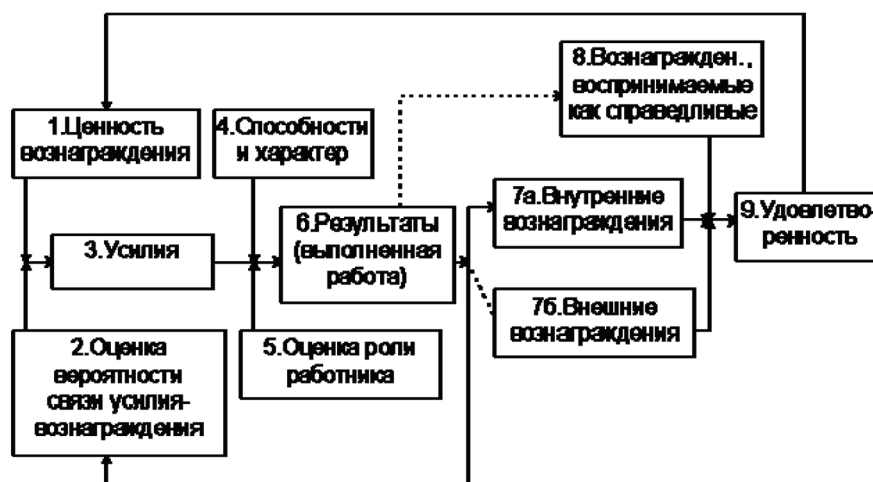 1.Ценность
вознаграждения
2.Оценка
вероятности
связи усилия-
вознаграждения
3.Усилия
4.Способности
и характер
5.Оценка роли
работника
6.Результаты
(выполненная
работа)
7а.Внутренние
вознаграждения
7б.Внешние
вознаграждения
8.Вознагражден.,
воспринимаемые
как справедливые
9.Удовлетво-
ренность